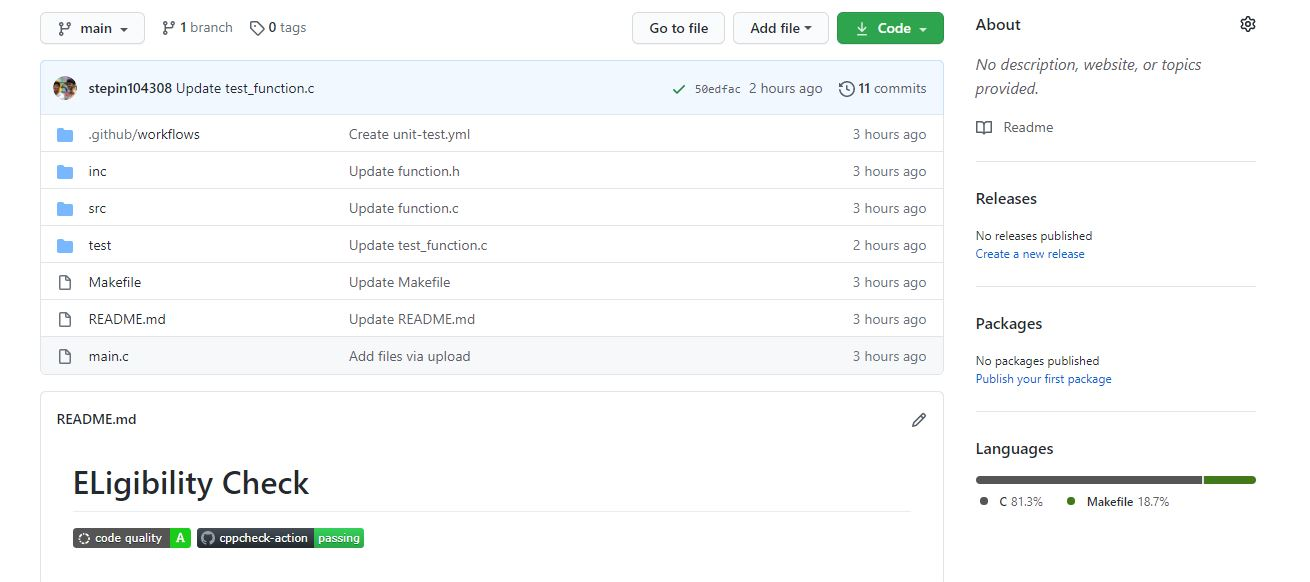 main
1 branch
0 tags
Go to file
Add file
Code
stepin104308 Update test_function.c
50edfac 2 hours ago
11 commits
.github/workflows Create unit-test.yml 3 hours ago
inc Update function.h 3 hours ago
src Update function.c 3 hours ago
test Update test_function.c 2 hours ago
Makefile Update Makefile 3 hours ago
README.md Update README.md 3 hours ago
main.c Add files via upload 3 hours ago
README.md
ELigibility Check
code quality A
cppcheck-action passing
About
No description, website, or topics
provided.
Readme
Releases
No releases published
Create a new release
Packages
No packages published
Publish your first package
Languages
C 81.3%
Makefile 18.7%